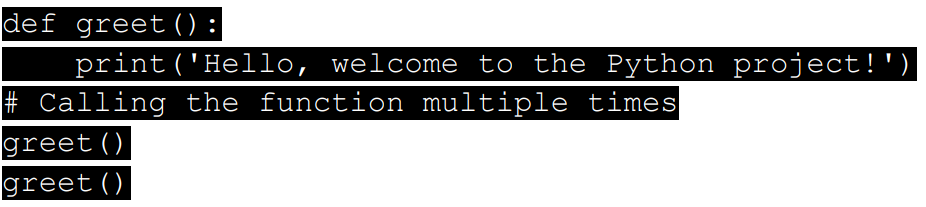 def greet():
    print('Hello, welcome to the Python project!')
# Calling the function multiple times
greet()
greet()